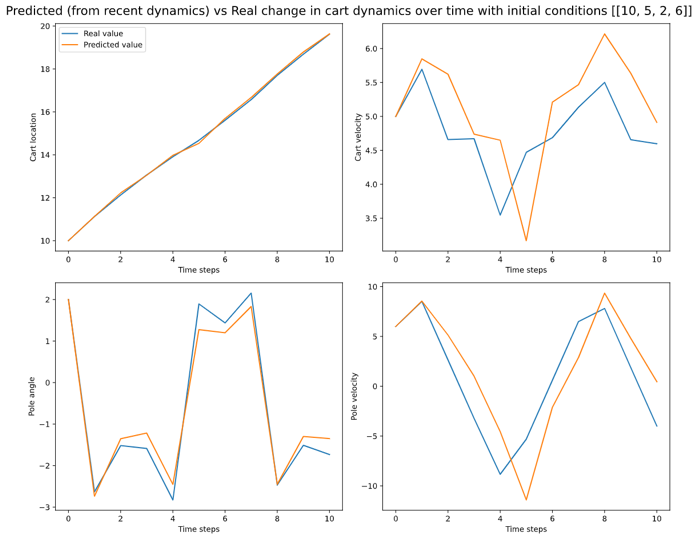 Predicted (from recent dynamics) vs Real change in cart dynamics over time with initial conditions [[10, 5, 2, 6]]
Real value
Predicted value
20
18
16
14
12
10
Cart location
0 2 4 6 8 10
Time steps
6.0
5.5
5.0
4.5
4.0
3.5
Cart velocity
0 2 4 6 8 10
Time steps
2
1
0
−1
−2
−3
Pole angle
0 2 4 6 8 10
Time steps
10
5
0
−5
−10
Pole velocity
0 2 4 6 8 10
Time steps